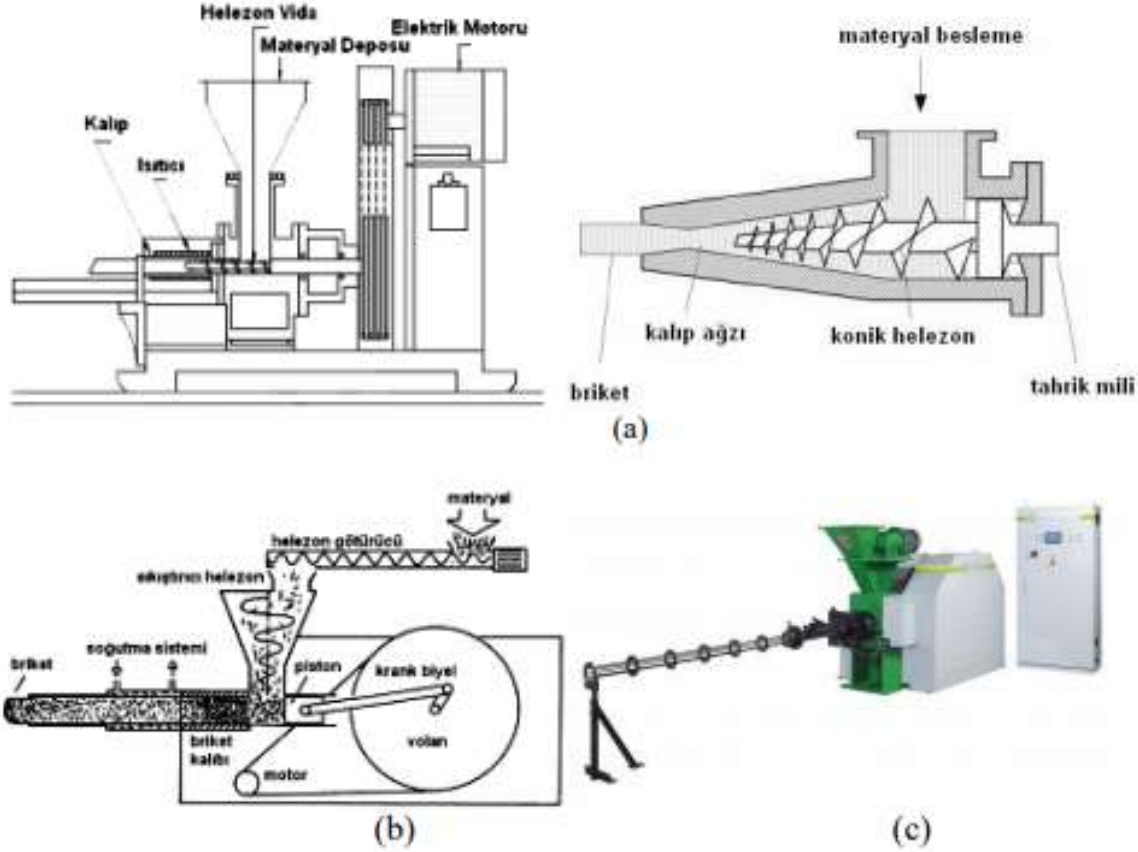 Helezon Vida
Materyal Deposu
Elektrik Motoru
Kalıp
Isıtıcı
materyal besleme
kalıp ağzı
konik helezon
briket
tahrik mili
(a)
materyal
helezon götürücü
sıkıştırıcı helezon
soğutma sistemi
briket
piston
krank biyel
volan
briket
kalıbı
motor
(b)
(c)